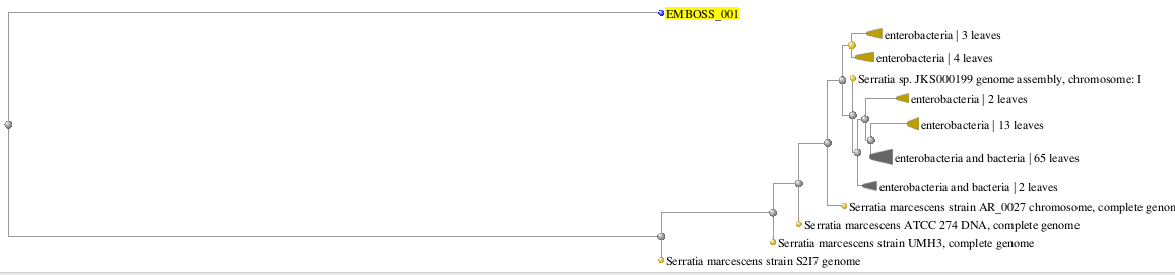 EMBOSS_001
enterobacteria | 3 leaves
enterobacteria | 4 leaves
Serratia sp. JKS000199 genome assembly, chromosome: I
enterobacteria | 2 leaves
enterobacteria | 13 leaves
enterobacteria and bacteria | 65 leaves
enterobacteria and bacteria | 2 leaves
Serratia marcescens strain AR_0027 chromosome, complete genon
Serratia marcescens ATCC 274 DNA, complete genome
Serratia marcescens strain UMH3, complete genome
Serratia marcescens strain S2I7 genome